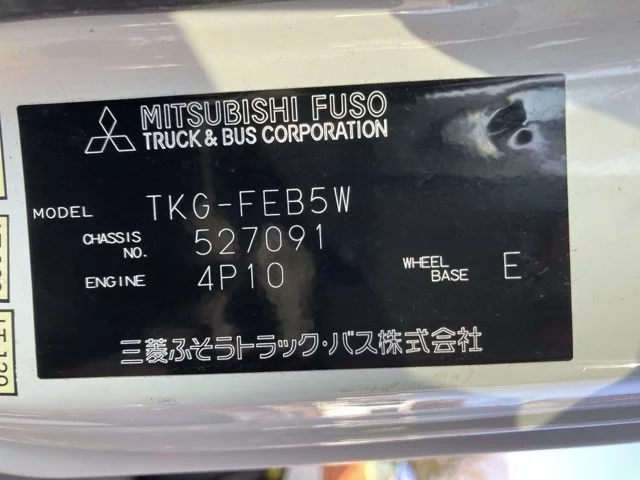 MITSUBISHI FUSO
TRUCK & BUS CORPORATION
MODEL TKG-FEB5W
CHASSIS NO. 527091
ENGINE 4P10
WHEEL BASE E
三菱ふそうトラック・バス株式会社